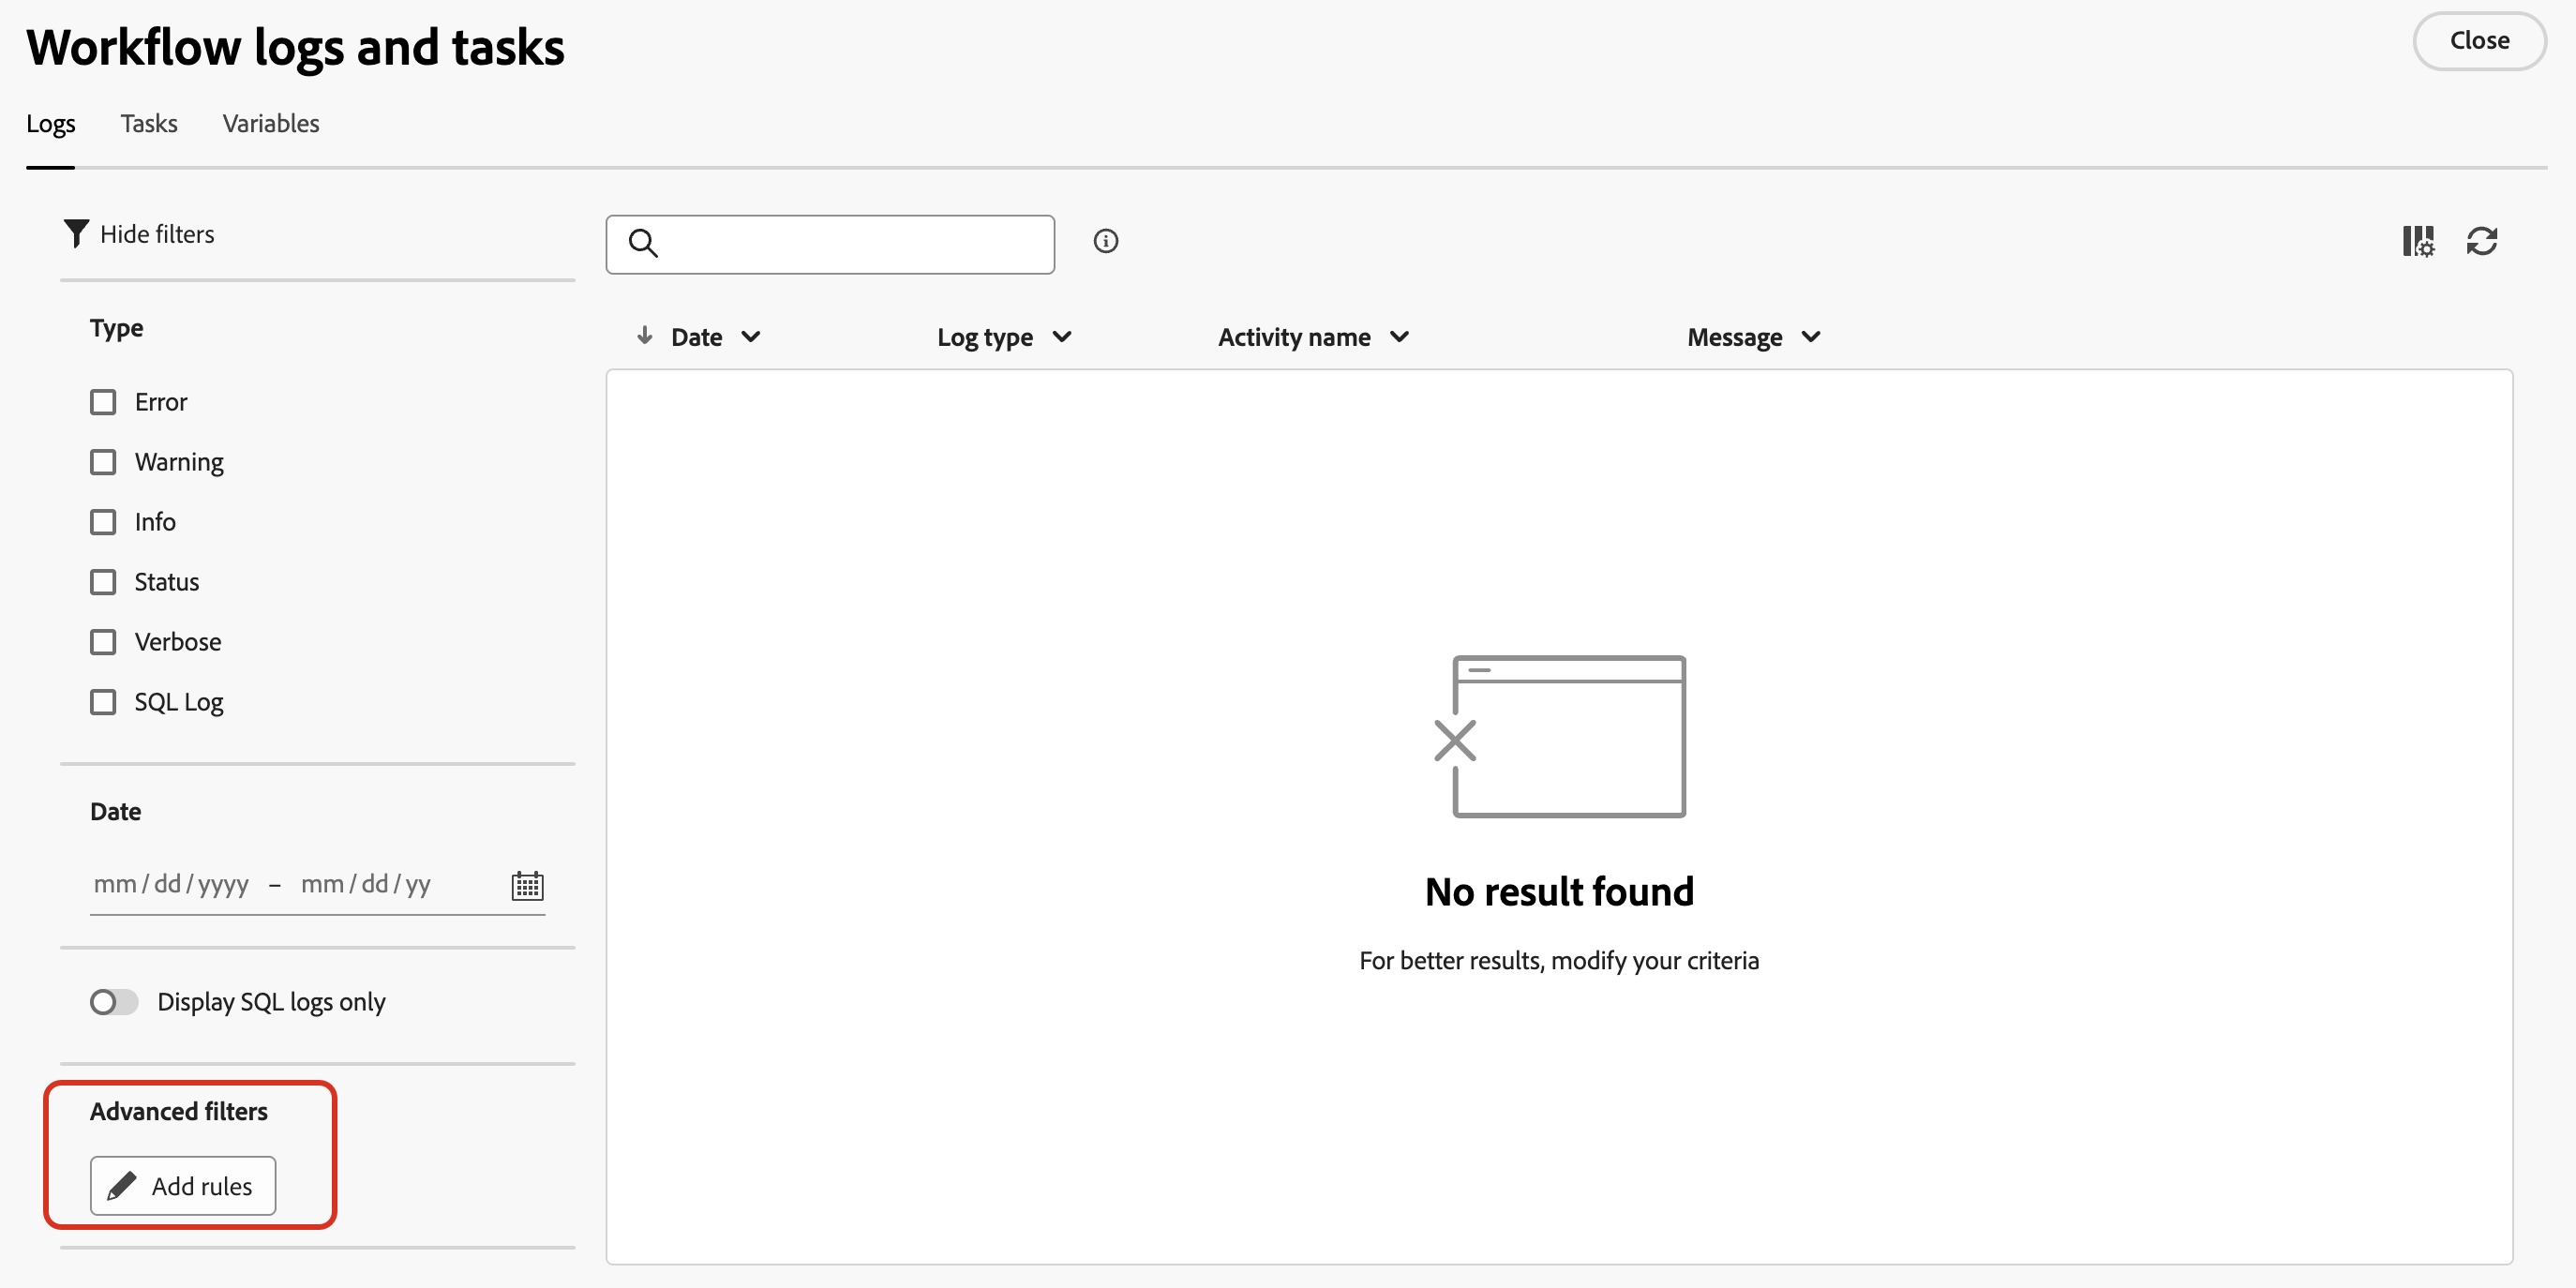 Workflow logs and tasks
Close
Logs
Tasks
Variables
Hide filters
Type
Error
Warning
Info
Status
Verbose
SQL Log
Date
mm / dd / yyyy – mm / dd / yy
Display SQL logs only
Advanced filters
Add rules
Date
Log type
Activity name
Message
No result found
For better results, modify your criteria